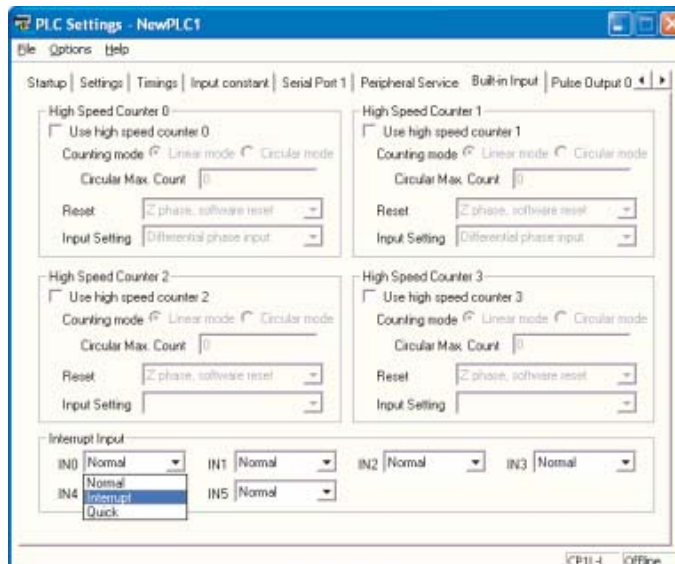 PLC Settings - NewPLC1
File Options Help
Startup Settings Timings Input constant Serial Port 1 Peripheral Service Built-in Input Pulse Output 0
High Speed Counter 0
Use high speed counter 0
Counting mode Linear mode Circular mode
Circular Max. Count 0
Reset Z phase, software reset
Input Setting Differential phase input
High Speed Counter 1
Use high speed counter 1
Counting mode Linear mode Circular mode
Circular Max. Count 0
Reset Z phase, software reset
Input Setting Differential phase input
High Speed Counter 2
Use high speed counter 2
Counting mode Linear mode Circular mode
Circular Max. Count 0
Reset Z phase, software reset
Input Setting
High Speed Counter 3
Use high speed counter 3
Counting mode Linear mode Circular mode
Circular Max. Count 0
Reset Z phase, software reset
Input Setting
Interrupt Input
IN0 Normal IN1 Normal IN2 Normal IN3 Normal
Normal
IN4 Interrupt IN5 Normal
Quick
CP1L-L Offline